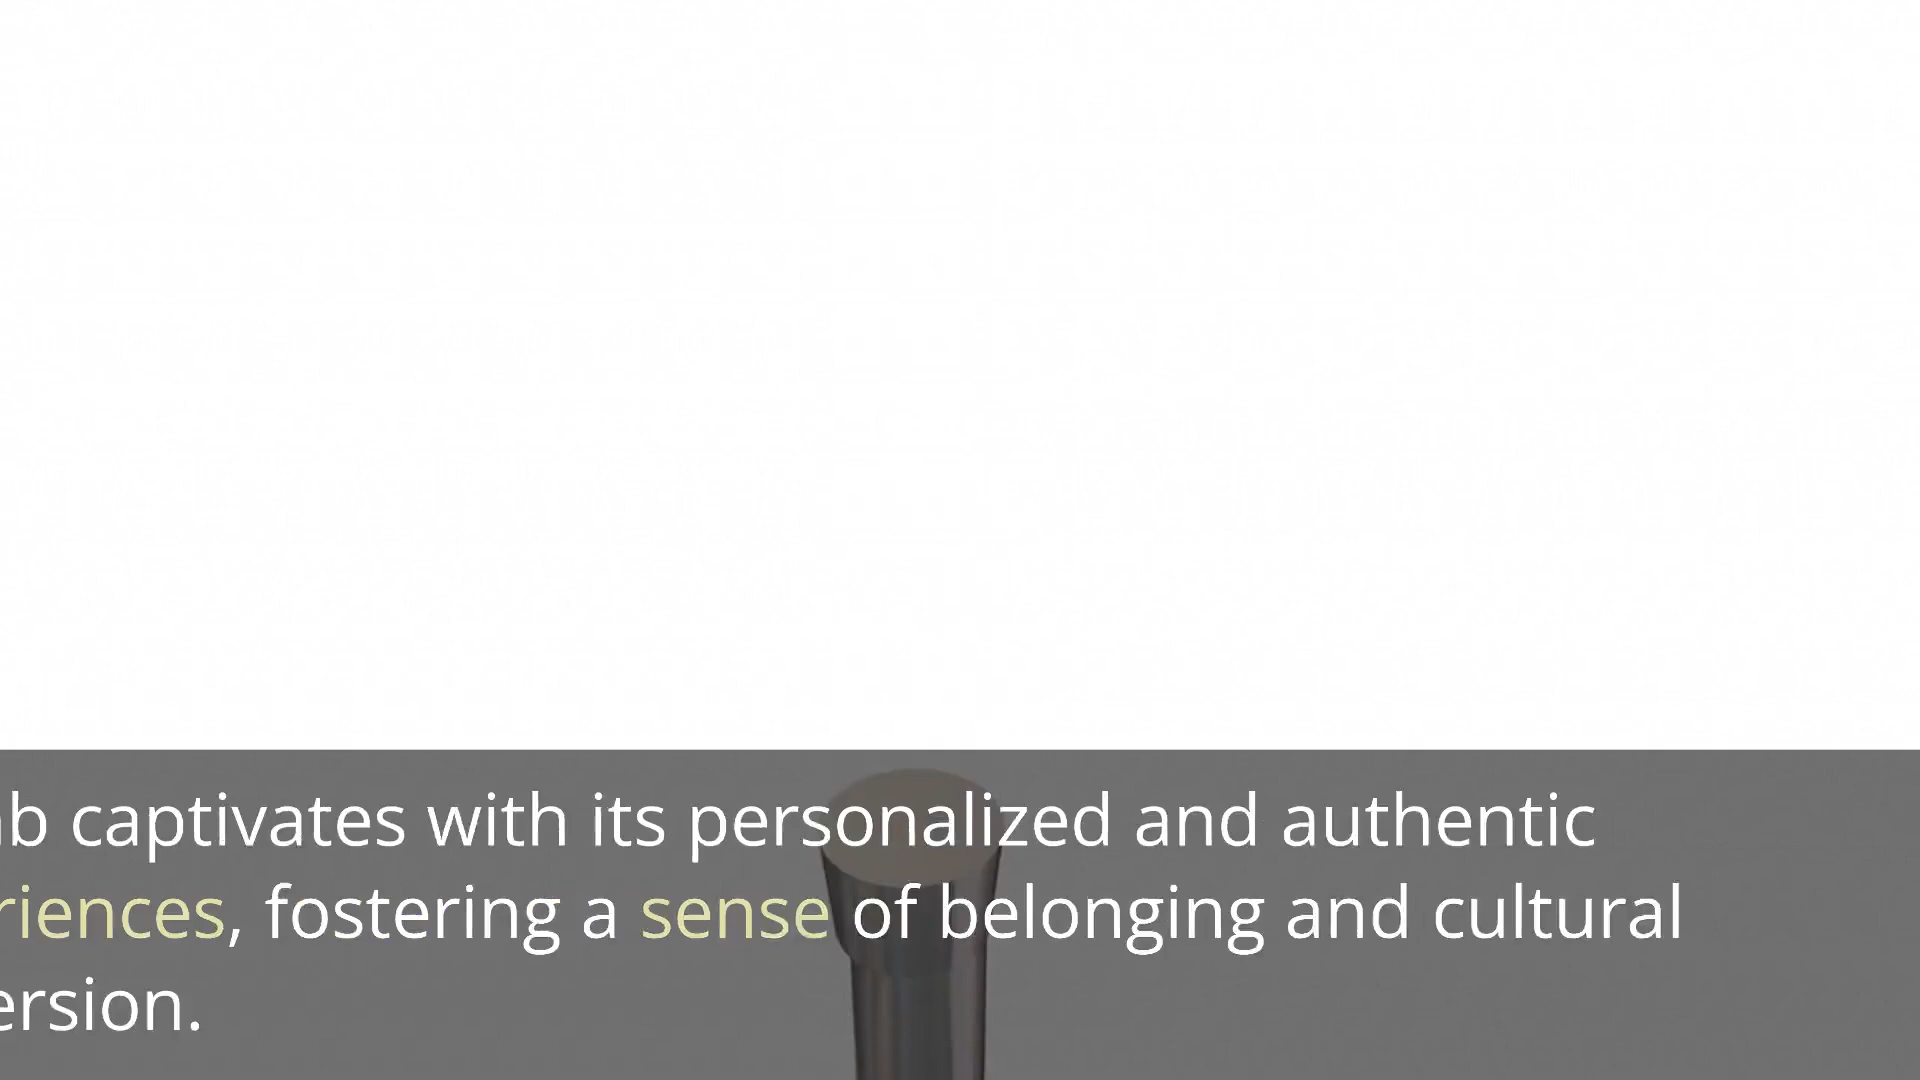 captivates with its personalized and authentic
, fostering a sense of belonging and cultural